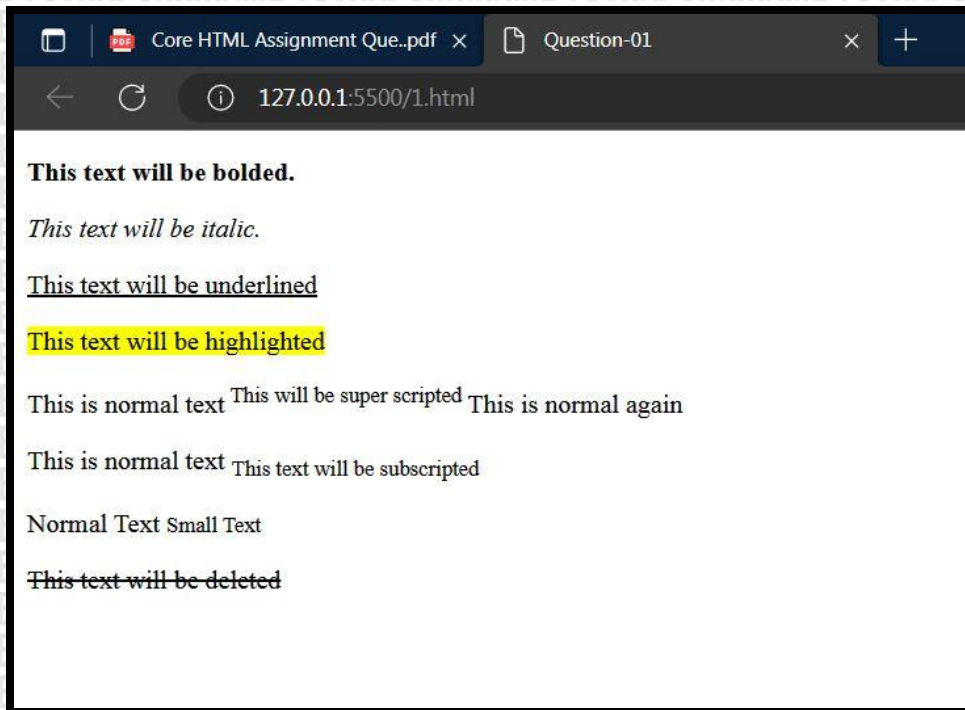 PDF
Core HTML Assignment Que..pdf
Question-01
127.0.0.1:5500/1.html
This text will be bolded.
This text will be italic.
This text will be underlined
This text will be highlighted
This is normal text This will be super scripted This is normal again
This is normal text This text will be subscripted
Normal Text Small Text
This text will be deleted